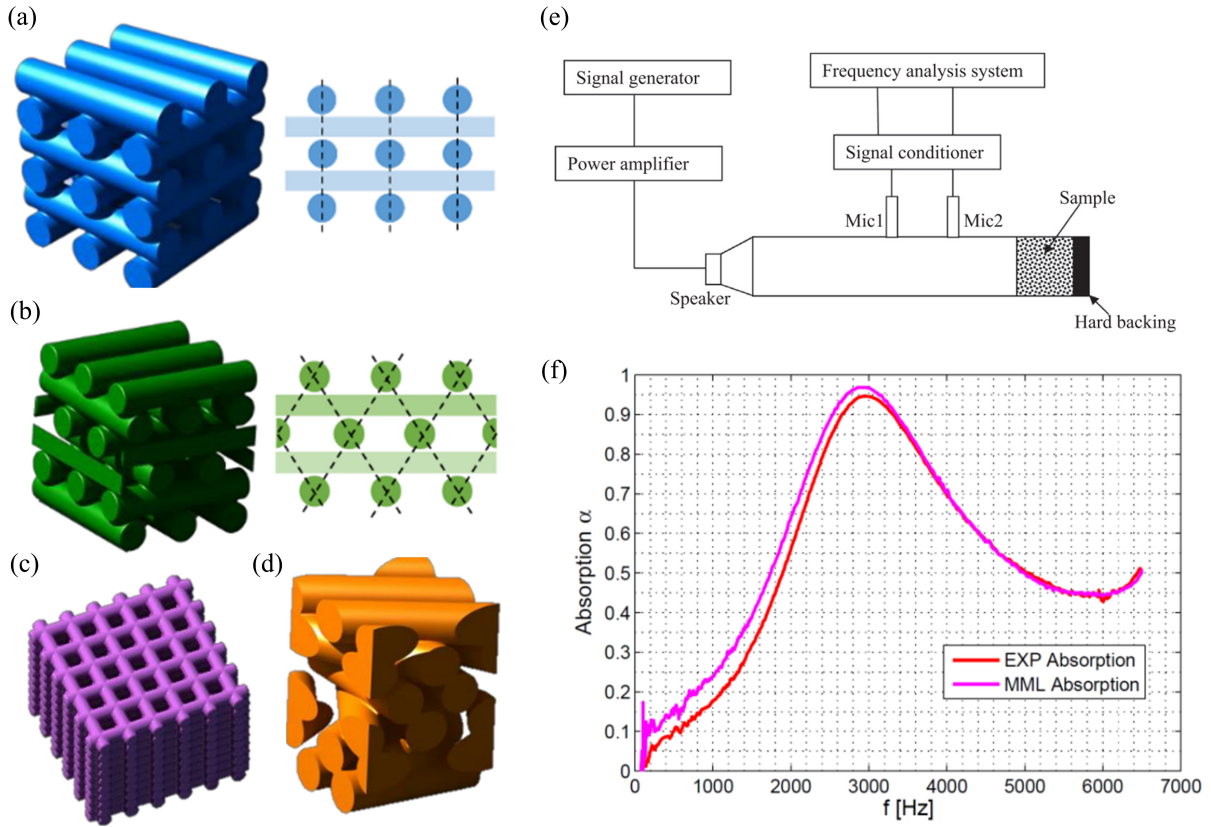 (a)
(b)
(c)
(d)
(e)
Signal generator
Frequency analysis system
Power amplifier
Signal conditioner
Mic1
Mic2
Sample
Speaker
Hard backing
(f)
Absorption α
1
0.9
0.8
0.7
0.6
0.5
0.4
0.3
0.2
0.1
0
EXP Absorption
MML Absorption
0 1000 2000 3000 4000 5000 6000 7000
f [Hz]